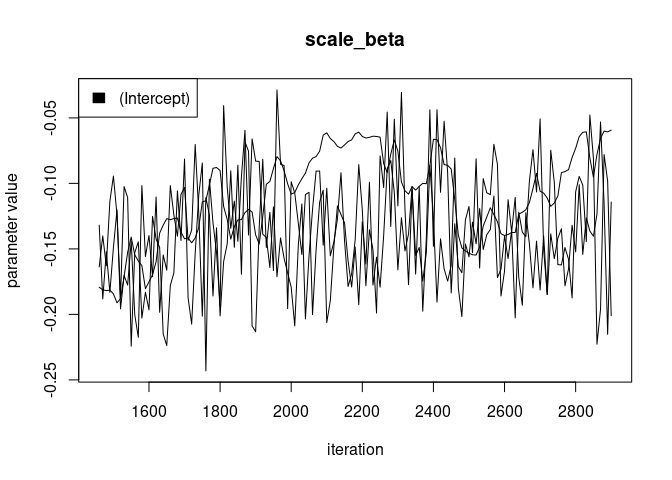 scale_beta
(Intercept)
-0.05
-0.10
-0.15
-0.20
-0.25
parameter value
1600 1800 2000 2200 2400 2600 2800
iteration